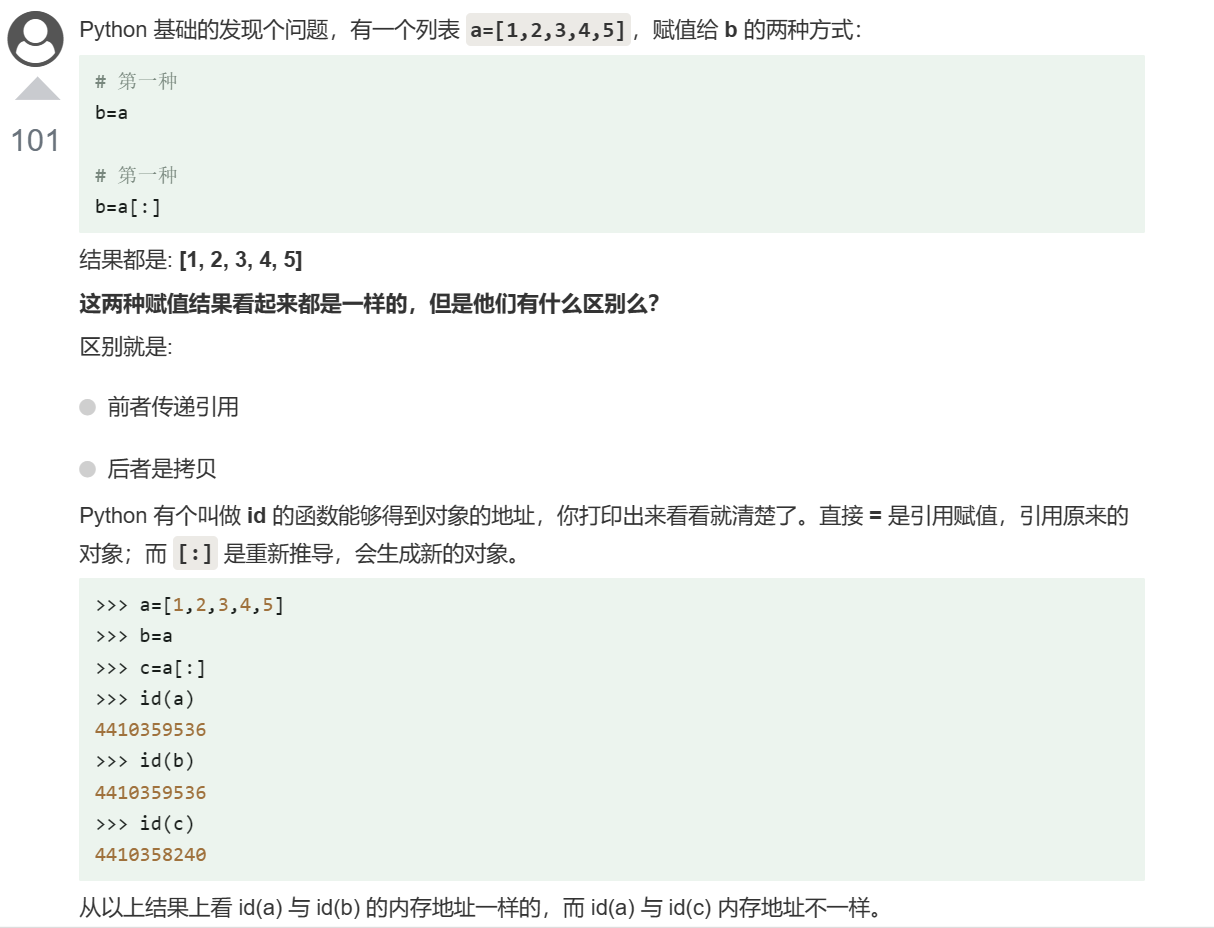 Python 基础的发现个问题，有一个列表 a=[1,2,3,4,5]，赋值给 b 的两种方式：
# 第一种
b=a
# 第一种
b=a[:]
101
结果都是: [1, 2, 3, 4, 5]
这两种赋值结果看起来都是一样的，但是他们有什么区别么？
区别就是:
前者传递引用
后者是拷贝
Python 有个叫做 id 的函数能够得到对象的地址，你打印出来看看就清楚了。直接 = 是引用赋值，引用原来的
对象；而 [:] 是重新推导，会生成新的对象。
>>> a=[1,2,3,4,5]
>>> b=a
>>> c=a[:]
>>> id(a)
4410359536
>>> id(b)
4410359536
>>> id(c)
4410358240
从以上结果上看 id(a) 与 id(b) 的内存地址一样的，而 id(a) 与 id(c) 内存地址不一样。